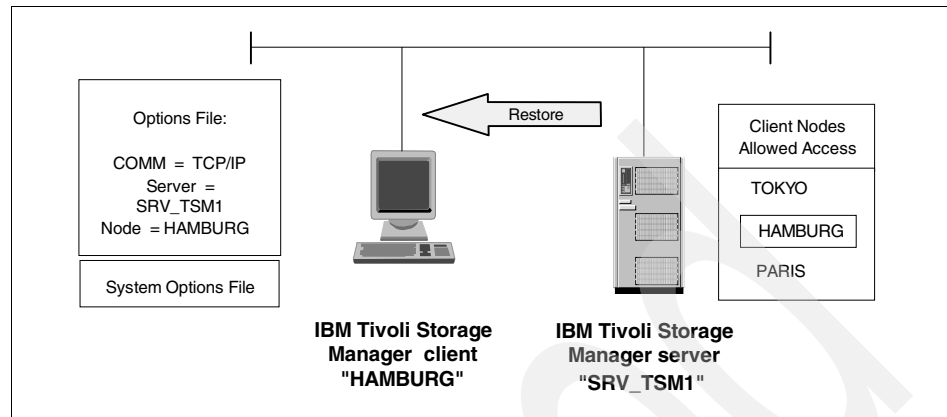 Options File:
COMM = TCP/IP
Server =
SRV_TSM1
Node = HAMBURG
System Options File
Restore
IBM Tivoli Storage
Manager client
"HAMBURG"
IBM Tivoli Storage
Manager server
"SRV_TSM1"
Client Nodes
Allowed Access
TOKYO
HAMBURG
PARIS